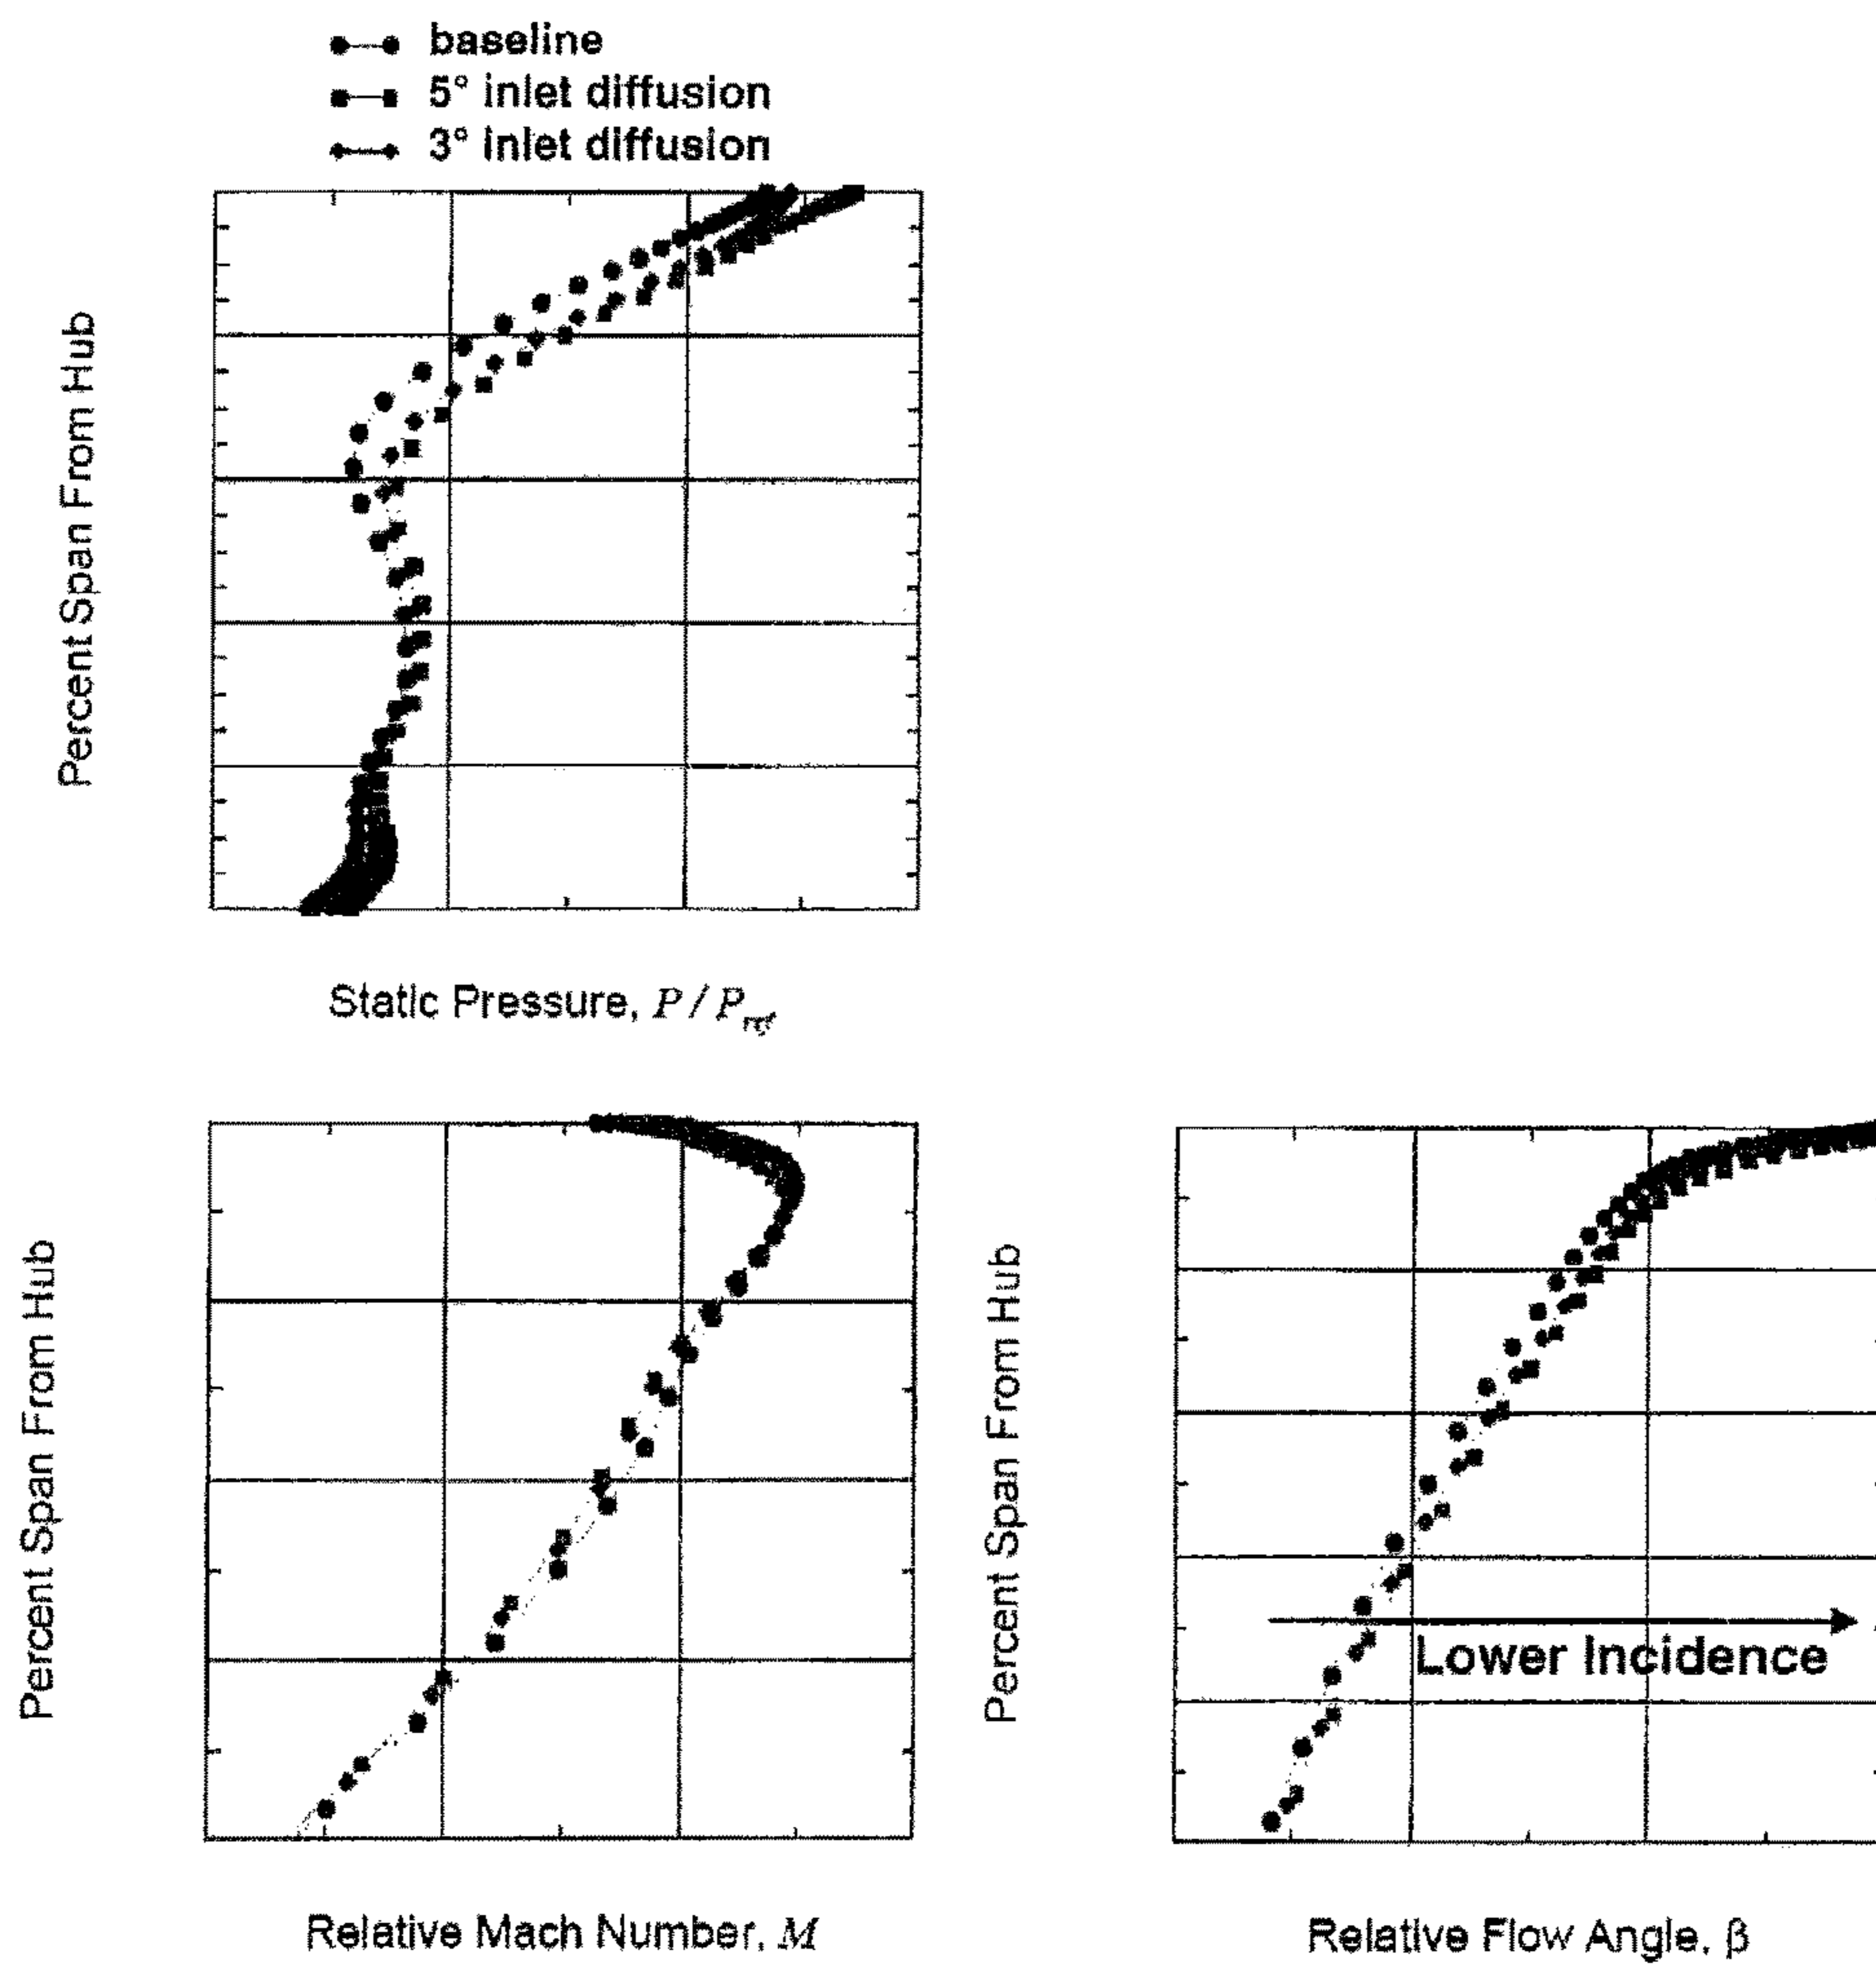 baseline
5° inlet diffusion
3° inlet diffusion
Percent Span From Hub
Static Pressure, P / Pref
Percent Span From Hub
Relative Mach Number, M
Percent Span From Hub
Lower Incidence
Relative Flow Angle, β